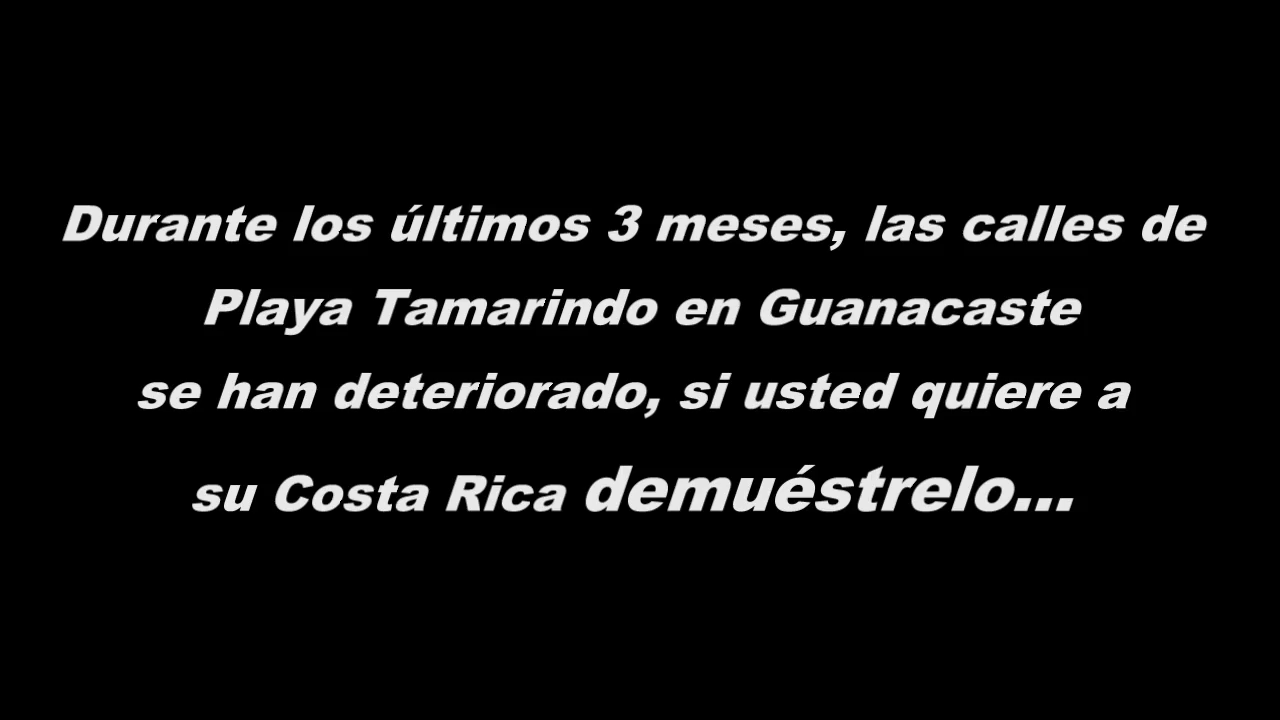 Durante los últimos 3 meses, las calles de
Playa Tamarindo en Guanacaste
se han deteriorado, si usted quiere a
su Costa Rica demuéstrelo...